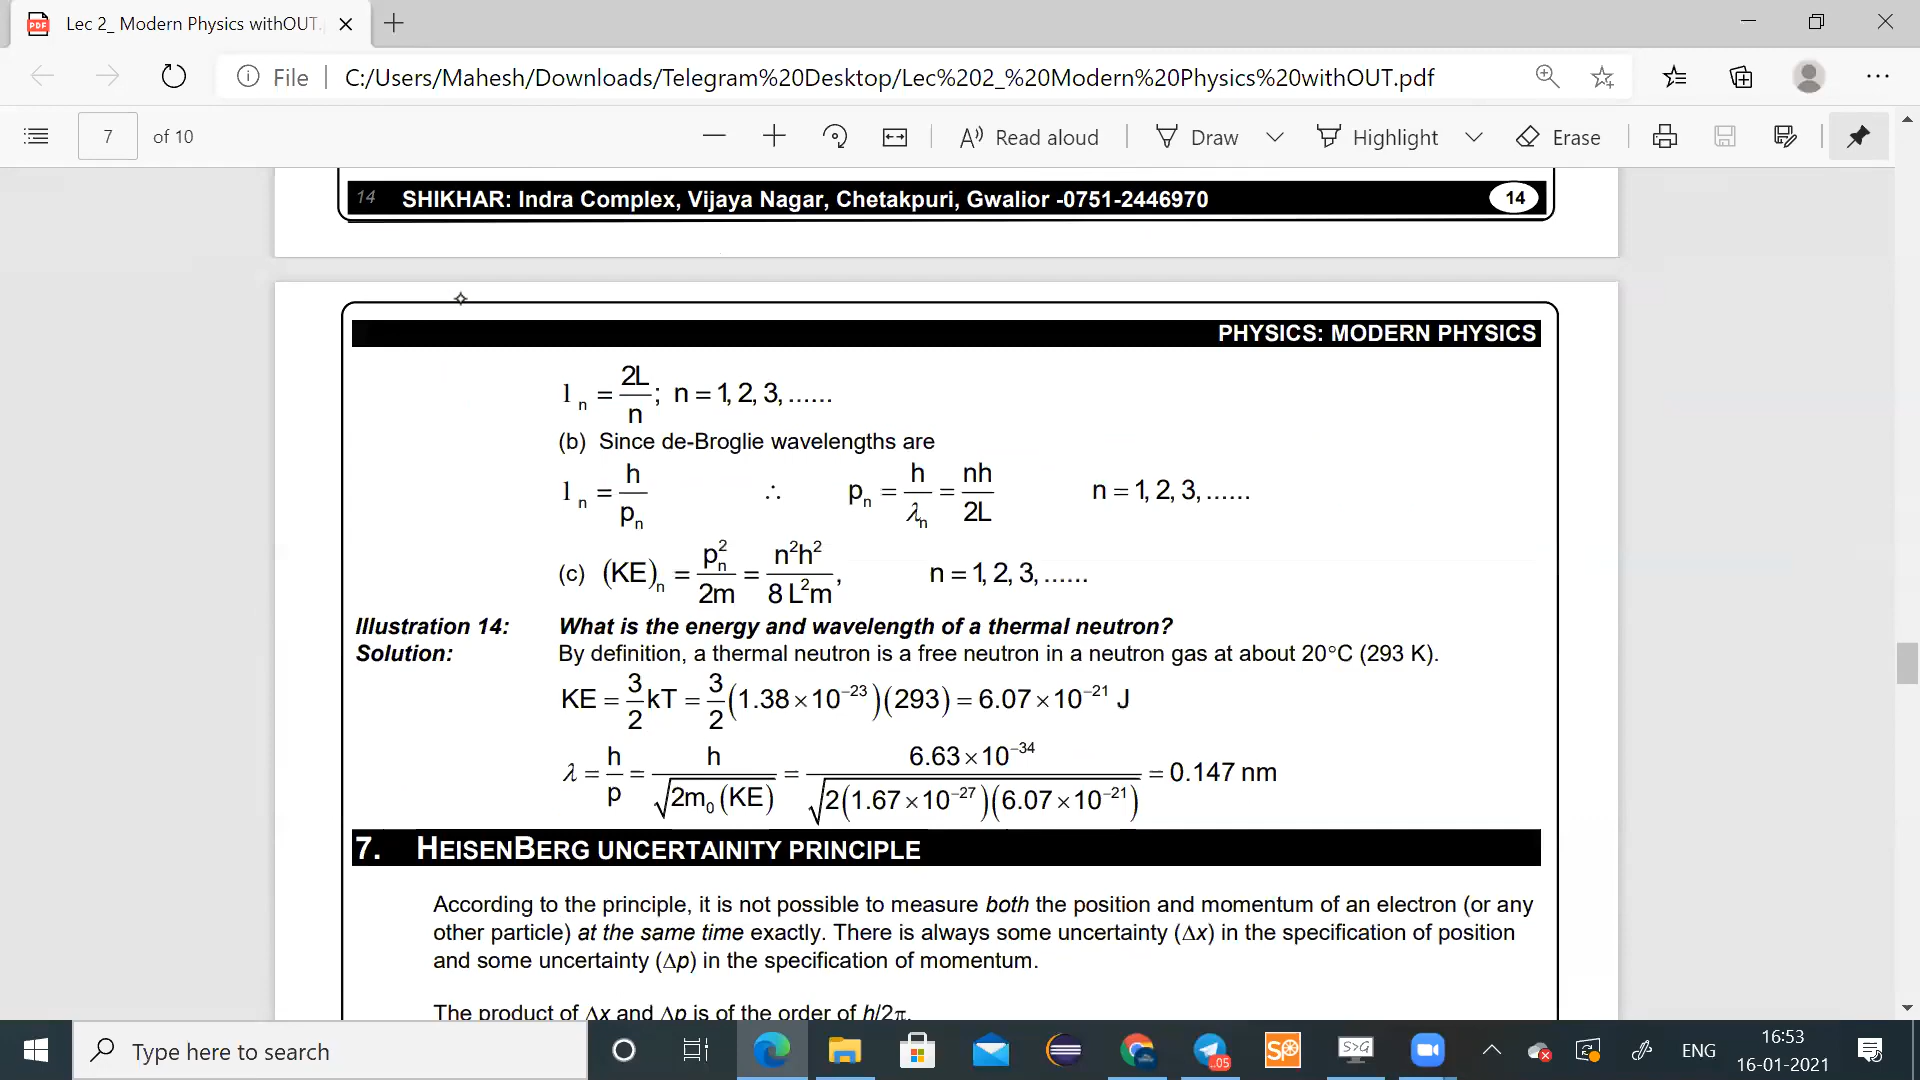 Lec 2_ Modern Physics withOUT.
File
C:/Users/Mahesh/Downloads/Telegram%20Desktop/Lec%202_%20Modern%20Physics%20withOUT.pdf
7 of 10
Read aloud
Draw
Highlight
Erase
14 SHIKHAR: Indra Complex, Vijaya Nagar, Chetakpuri, Gwalior -0751-2446970 14
PHYSICS: MODERN PHYSICS
l_n = 2L/n; n = 1, 2, 3, ......
(b) Since de-Broglie wavelengths are
l_n = h/p_n ∴ p_n = h/λ_n = nh/2L n = 1, 2, 3, ......
(c) (KE)_n = p_n²/2m = n²h²/8L²m, n = 1, 2, 3, ......
Illustration 14: What is the energy and wavelength of a thermal neutron?
Solution: By definition, a thermal neutron is a free neutron in a neutron gas at about 20°C (293 K).
KE = 3/2 kT = 3/2 (1.38×10⁻²³)(293) = 6.07×10⁻²¹ J
λ = h/p = h/√(2m₀(KE)) = 6.63×10⁻³⁴/√(2(1.67×10⁻²⁷)(6.07×10⁻²¹)) = 0.147 nm
7. HEISENBERG UNCERTAINITY PRINCIPLE
According to the principle, it is not possible to measure both the position and momentum of an electron (or any
other particle) at the same time exactly. There is always some uncertainty (Δx) in the specification of position
and some uncertainty (Δp) in the specification of momentum.
The product of Δx and Δp is of the order of h/2π.
Type here to search
.05
S>G
ENG
16:53
16-01-2021